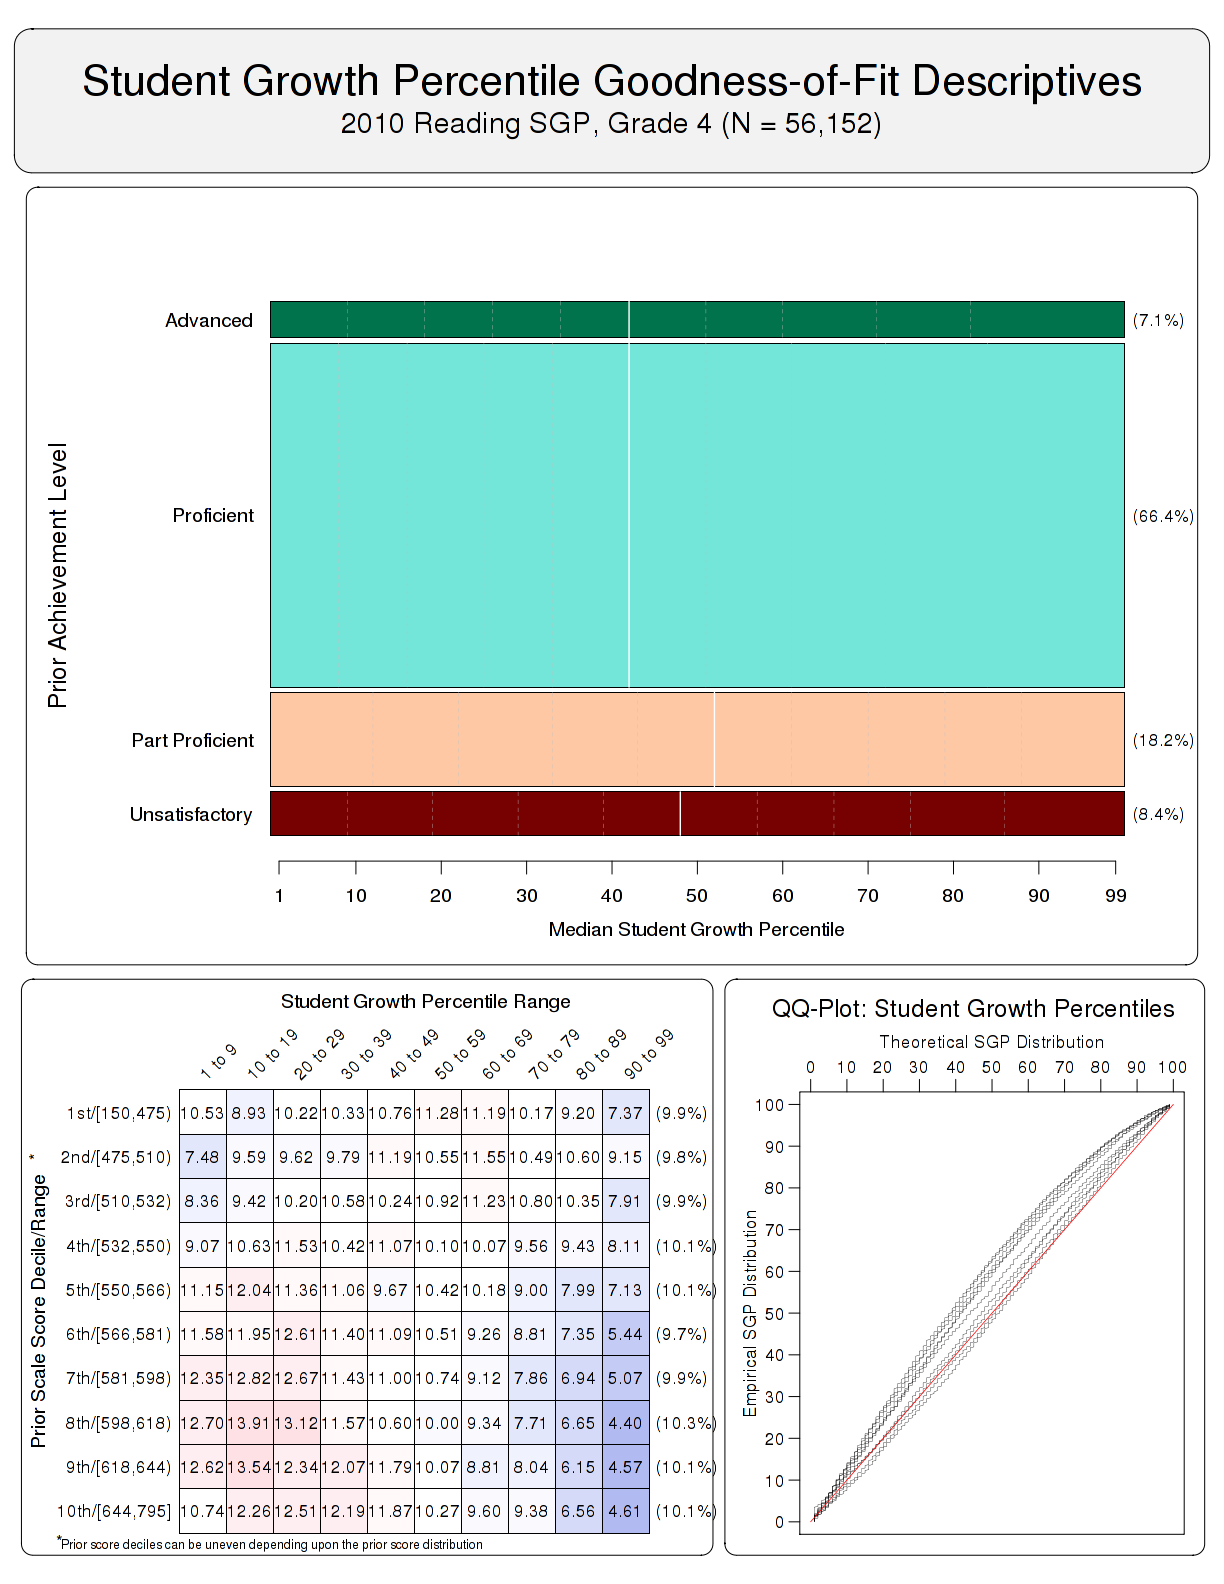 Student Growth Percentile Goodness-of-Fit Descriptives
2010 Reading SGP, Grade 4 (N = 56,152)
Prior Achievement Level
Advanced (7.1%)
Proficient (66.4%)
Part Proficient (18.2%)
Unsatisfactory (8.4%)
1 10 20 30 40 50 60 70 80 90 99
Median Student Growth Percentile
Student Growth Percentile Range
1 to 9 10 to 19 20 to 29 30 to 39 40 to 49 50 to 59 60 to 69 70 to 79 80 to 89 90 to 99
Prior Scale Score Decile/Range *
1st/[150,475) 10.53 8.93 10.22 10.33 10.76 11.28 11.19 10.17 9.20 7.37 (9.9%)
2nd/[475,510) 7.48 9.59 9.62 9.79 11.19 10.55 11.55 10.49 10.60 9.15 (9.8%)
3rd/[510,532) 8.36 9.42 10.20 10.58 10.24 10.92 11.23 10.80 10.35 7.91 (9.9%)
4th/[532,550) 9.07 10.63 11.53 10.42 11.07 10.10 10.07 9.56 9.43 8.11 (10.1%)
5th/[550,566) 11.15 12.04 11.36 11.06 9.67 10.42 10.18 9.00 7.99 7.13 (10.1%)
6th/[566,581) 11.58 11.95 12.61 11.40 11.09 10.51 9.26 8.81 7.35 5.44 (9.7%)
7th/[581,598) 12.35 12.82 12.67 11.43 11.00 10.74 9.12 7.86 6.94 5.07 (9.9%)
8th/[598,618) 12.70 13.91 13.12 11.57 10.60 10.00 9.34 7.71 6.65 4.40 (10.3%)
9th/[618,644) 12.62 13.54 12.34 12.07 11.79 10.07 8.81 8.04 6.15 4.57 (10.1%)
10th/[644,795] 10.74 12.26 12.51 12.19 11.87 10.27 9.60 9.38 6.56 4.61 (10.1%)
*Prior score deciles can be uneven depending upon the prior score distribution
QQ-Plot: Student Growth Percentiles
Theoretical SGP Distribution
0 10 20 30 40 50 60 70 80 90 100
Empirical SGP Distribution
100
90
80
70
60
50
40
30
20
10
0